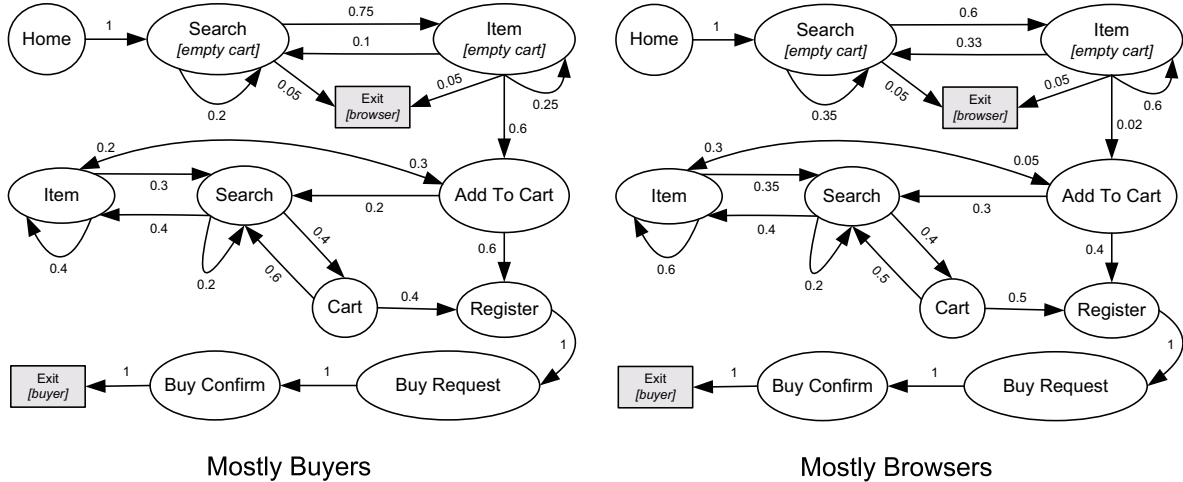 Home
1
Search
[empty cart]
0.75
0.1
Item
[empty cart]
0.2
0.05
Exit
[browser]
0.05
0.25
0.6
0.2
0.3
Item
0.3
Search
0.2
Add To Cart
0.4
0.4
0.2
0.4
0.6
0.6
Cart
0.4
Register
1
Exit
[buyer]
1
Buy Confirm
1
Buy Request
Mostly Buyers
Home
1
Search
[empty cart]
0.6
0.33
Item
[empty cart]
0.35
0.05
Exit
[browser]
0.05
0.6
0.02
0.3
0.05
Item
0.35
Search
0.3
Add To Cart
0.4
0.6
0.2
0.4
0.5
0.4
Cart
0.5
Register
1
Exit
[buyer]
1
Buy Confirm
1
Buy Request
Mostly Browsers